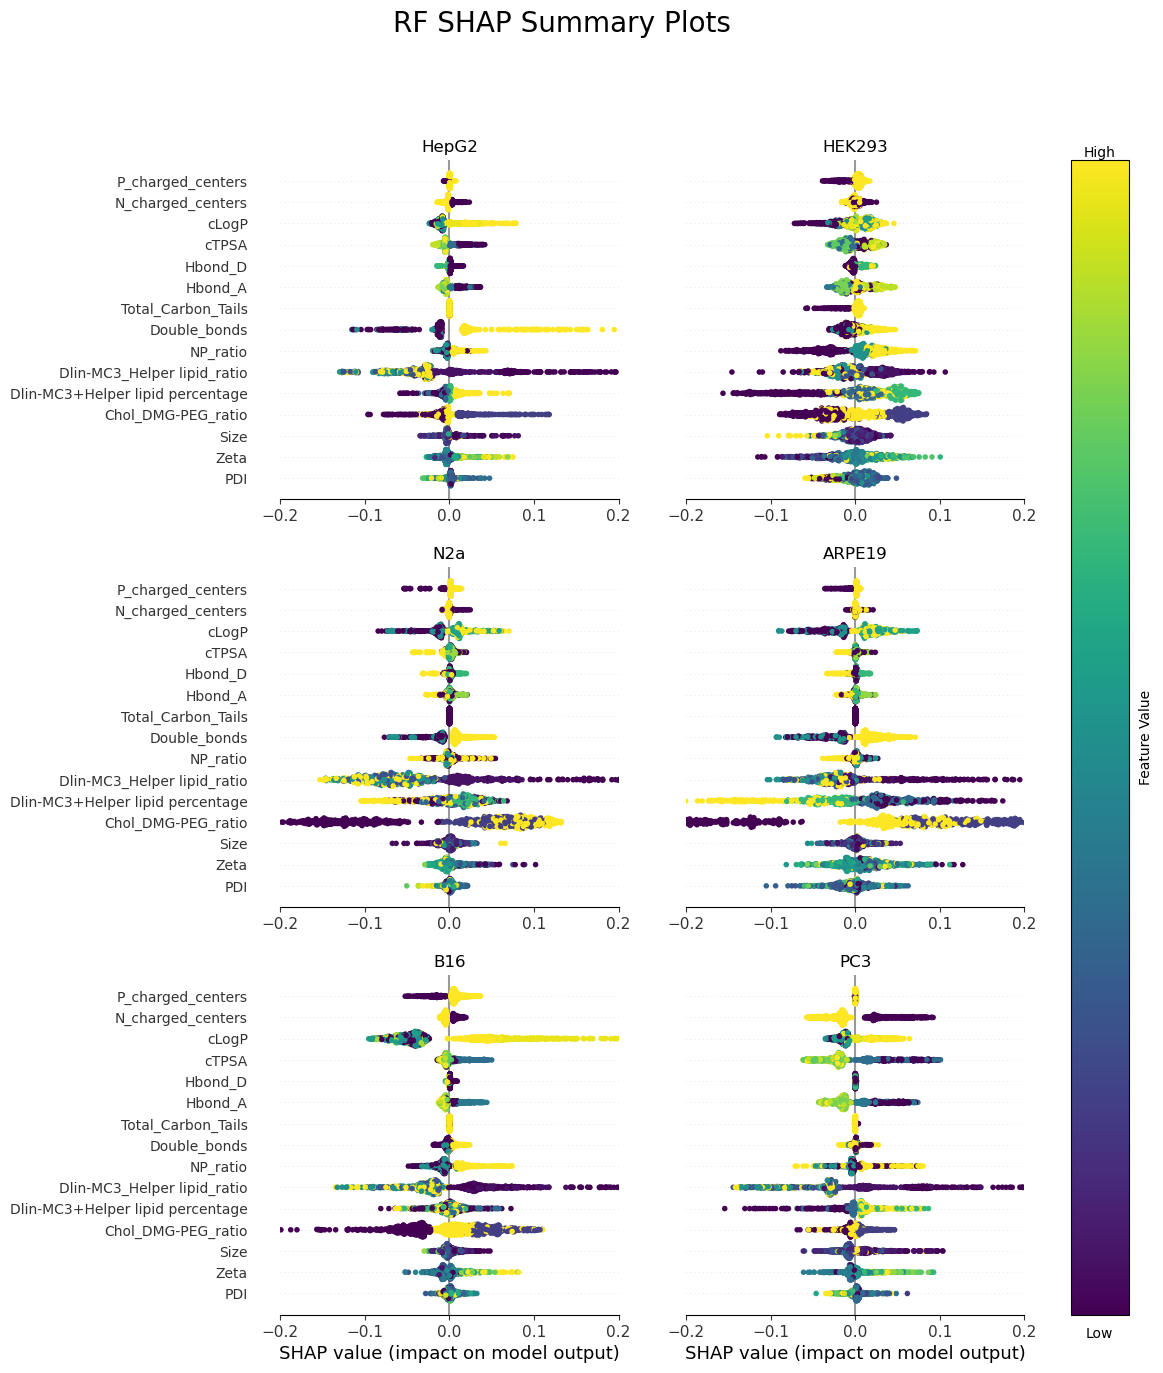 RF SHAP Summary Plots
HepG2
HEK293
High
P_charged_centers
N_charged_centers
cLogP
cTPSA
Hbond_D
Hbond_A
Total_Carbon_Tails
Double_bonds
NP_ratio
Dlin-MC3_Helper lipid_ratio
Dlin-MC3+Helper lipid percentage
Chol_DMG-PEG_ratio
Size
Zeta
PDI
−0.2 −0.1 0.0 0.1 0.2
−0.2 −0.1 0.0 0.1 0.2
N2a
ARPE19
P_charged_centers
N_charged_centers
cLogP
cTPSA
Hbond_D
Hbond_A
Total_Carbon_Tails
Double_bonds
NP_ratio
Dlin-MC3_Helper lipid_ratio
Dlin-MC3+Helper lipid percentage
Chol_DMG-PEG_ratio
Size
Zeta
PDI
−0.2 −0.1 0.0 0.1 0.2
−0.2 −0.1 0.0 0.1 0.2
Feature Value
B16
PC3
P_charged_centers
N_charged_centers
cLogP
cTPSA
Hbond_D
Hbond_A
Total_Carbon_Tails
Double_bonds
NP_ratio
Dlin-MC3_Helper lipid_ratio
Dlin-MC3+Helper lipid percentage
Chol_DMG-PEG_ratio
Size
Zeta
PDI
−0.2 −0.1 0.0 0.1 0.2
−0.2 −0.1 0.0 0.1 0.2
Low
SHAP value (impact on model output)
SHAP value (impact on model output)